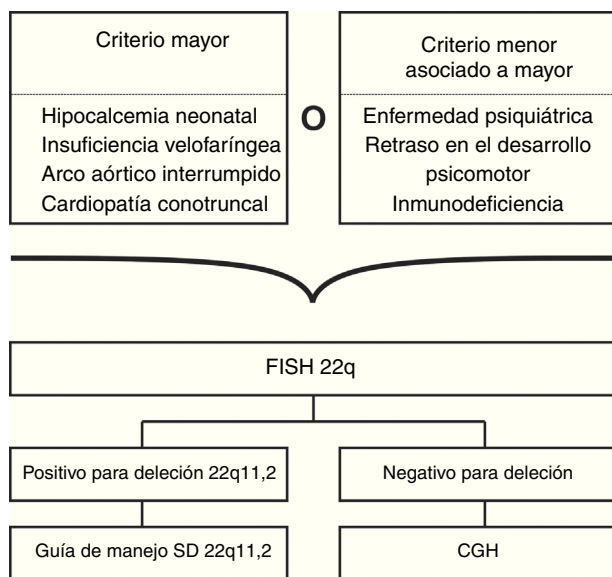 Criterio mayor
Hipocalcemia neonatal
Insuficiencia velofaríngea
Arco aórtico interrumpido
Cardiopatía conotruncal
O
Criterio menor
asociado a mayor
Enfermedad psiquiátrica
Retraso en el desarrollo
psicomotor
Inmunodeficiencia
FISH 22q
Positivo para deleción 22q11,2
Negativo para deleción
Guía de manejo SD 22q11,2
CGH